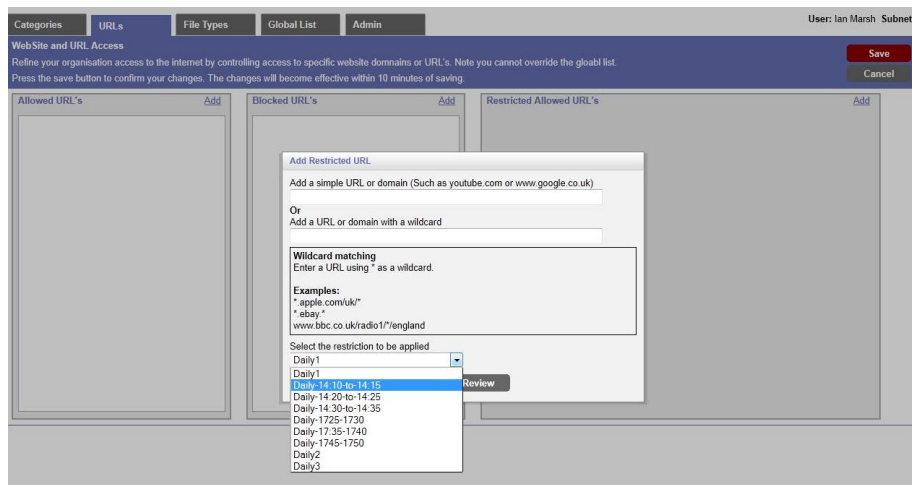 Categories
URLs
File Types
Global List
Admin
User: Ian Marsh Subnet
WebSite and URL Access
Refine your organisation access to the internet by controlling access to specific website domnains or URL's. Note you cannot override the gloabl list.
Press the save button to confirm your changes. The changes will become effective within 10 minutes of saving.
Save
Cancel
Allowed URL's Add
Blocked URL's Add
Restricted Allowed URL's Add
Add Restricted URL
Add a simple URL or domain (Such as youtube.com or www.google.co.uk)
Or
Add a URL or domain with a wildcard
Wildcard matching
Enter a URL using * as a wildcard.
Examples:
*.apple.com/uk/*
*.ebay.*
www.bbc.co.uk/radio1/*/england
Select the restriction to be applied
Daily1
Daily1
Daily-14:10-to-14:15
Daily-14:20-to-14:25
Daily-14:30-to-14:35
Daily-1725-1730
Daily-17:35-1740
Daily-1745-1750
Daily2
Daily3
Review